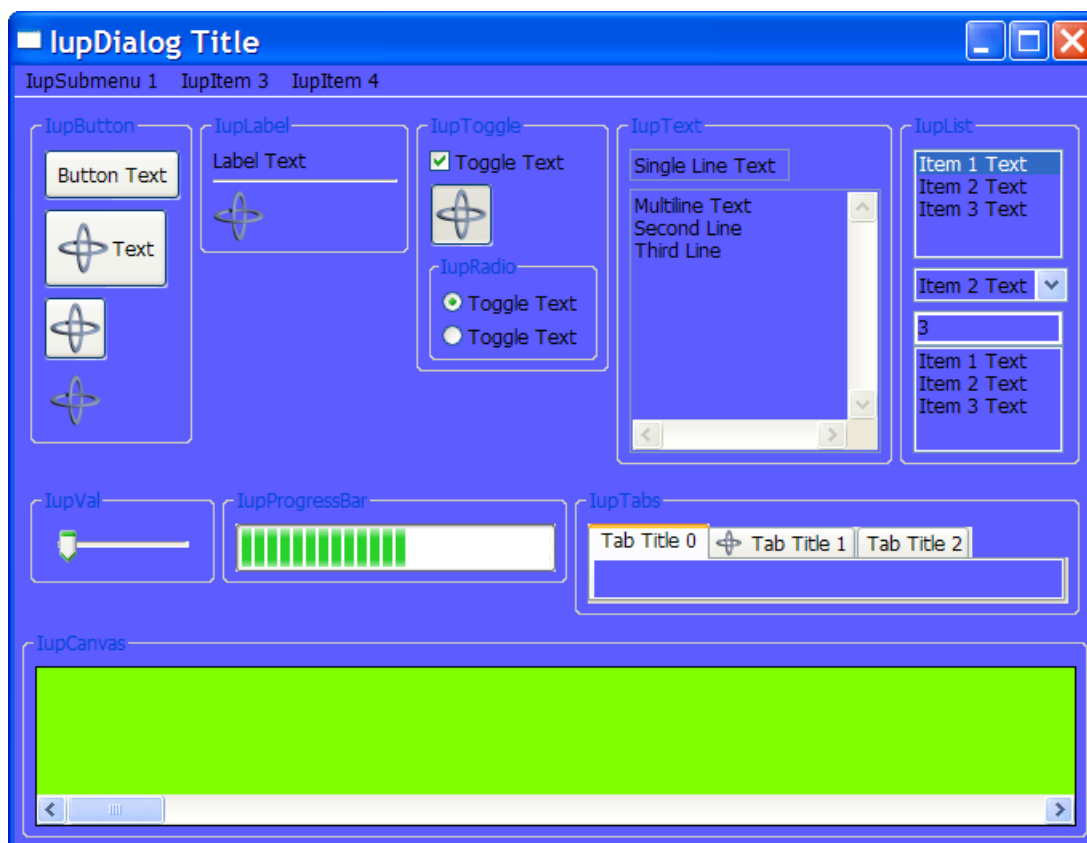 IupDialog Title
IupSubmenu 1 IupItem 3 IupItem 4
IupButton
Button Text
Text
IupLabel
Label Text
IupToggle
Toggle Text
IupRadio
Toggle Text
Toggle Text
IupText
Single Line Text
Multiline Text
Second Line
Third Line
IupList
Item 1 Text
Item 2 Text
Item 3 Text
Item 2 Text
3
Item 1 Text
Item 2 Text
Item 3 Text
IupVal
IupProgressBar
IupTabs
Tab Title 0 Tab Title 1 Tab Title 2
IupCanvas